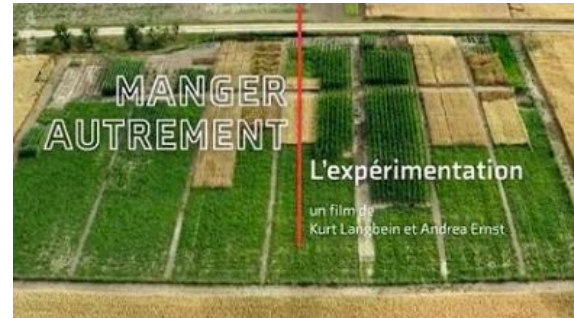 MANGER
AUTREMENT
L'expérimentation
un film de
Kurt Langbein et Andrea Ernst